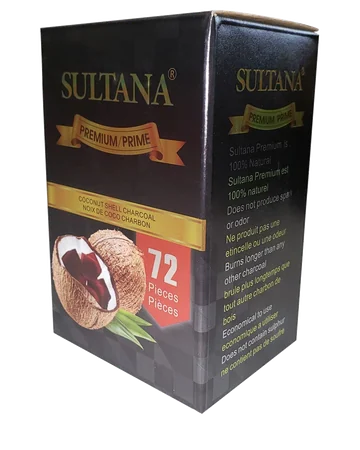 SULTANA®
PREMIUM/PRIME
COCONUT SHELL CHARCOAL
NOIX DE COCO CHARBON
72
Pieces
Pièces
SULTANA®
PREMIUM PRIME
Sultana Premium is
100% Natural
Sultana Premium est
100% naturel
Does not produce spark
or odor
Ne produit pas une
etincelle ou une odeur
Burns longer than any
other charcoal
brule plus longtemps que
tout autre charbon de
bois
Economical to use
economique a utiliser
Does not contain sulphur
ne contient pas de